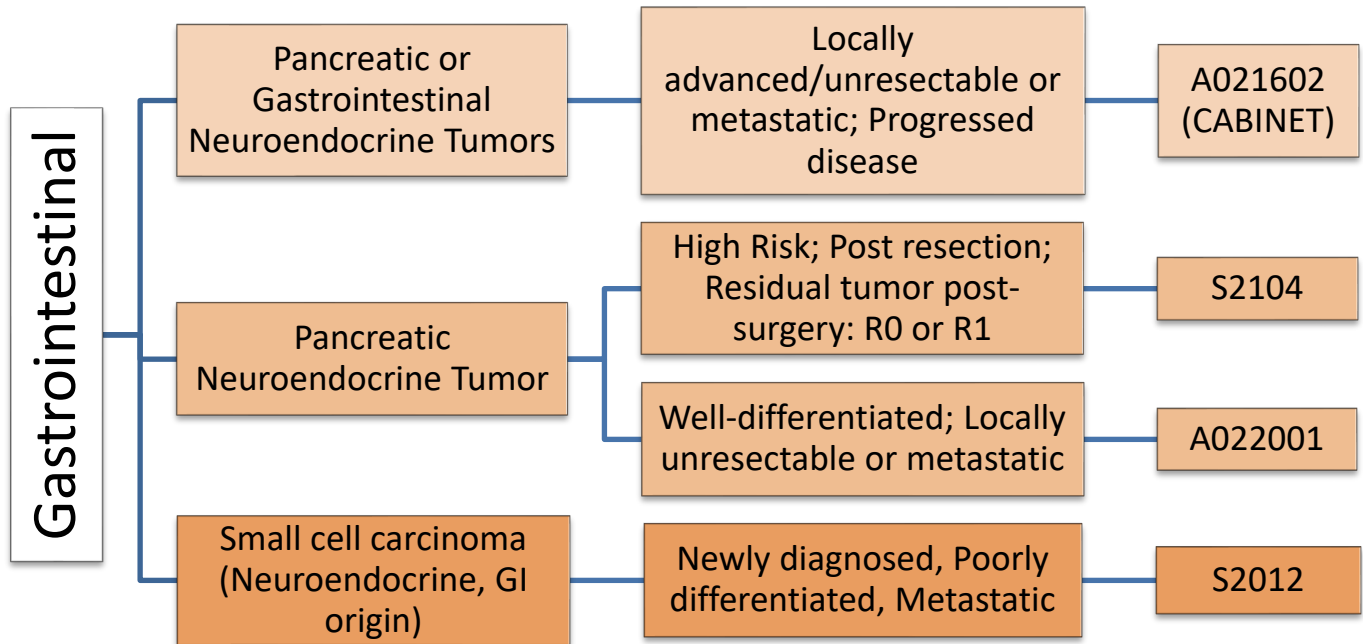 Gastrointestinal
Pancreatic or
Gastrointestinal
Neuroendocrine Tumors
Locally
advanced/unresectable or
metastatic; Progressed
disease
A021602
(CABINET)
Pancreatic
Neuroendocrine Tumor
High Risk; Post resection;
Residual tumor post-
surgery: R0 or R1
S2104
Well-differentiated; Locally
unresectable or metastatic
A022001
Small cell carcinoma
(Neuroendocrine, GI
origin)
Newly diagnosed, Poorly
differentiated, Metastatic
S2012